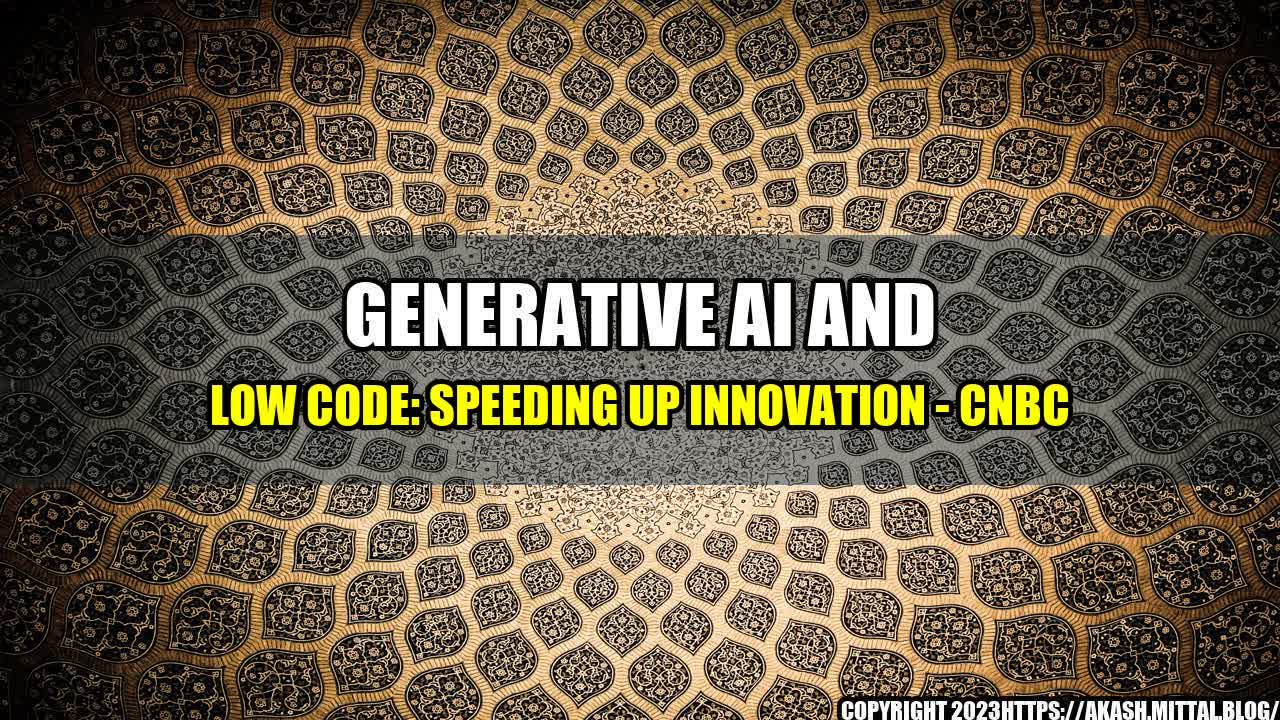 GENERATIVE AI AND
LOW CODE: SPEEDING UP INNOVATION - CNBC
COPYRIGHT 2023HTTPS://AKASH.MITTAL.BLOG/